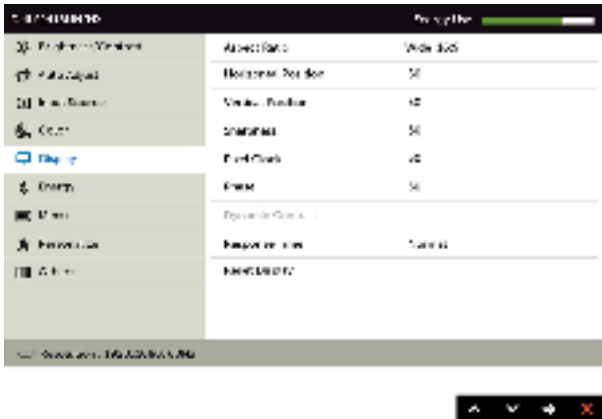 Energy Use
Brightness/Contrast
Aspect Ratio
Wide 16:9
Auto Adjust
Horizontal Position
50
Input Source
Vertical Position
50
Color
Sharpness
50
Display
Pixel Clock
50
Energy
Phase
50
Menu
Dynamic Contrast
Personalize
Response Time
Normal
Others
Reset Display